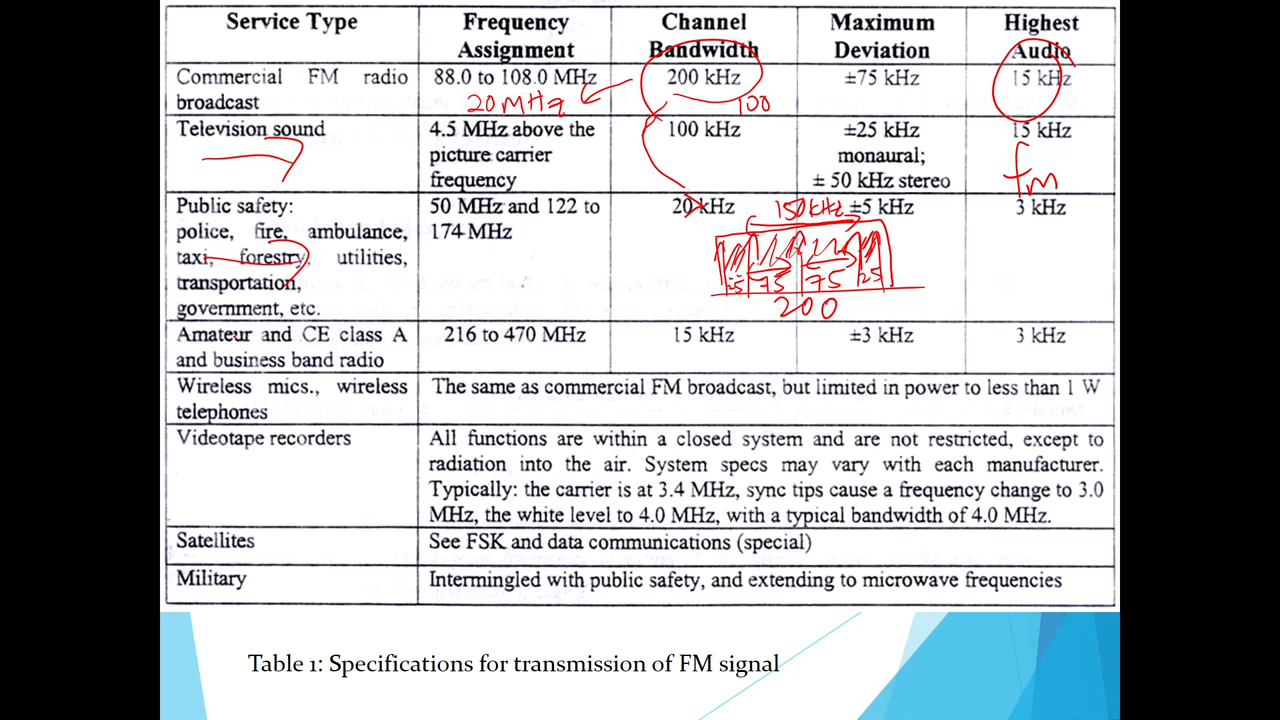 Service Type Frequency Assignment Channel Bandwidth Maximum Deviation Highest Audio
Commercial FM radio broadcast 88.0 to 108.0 MHz 200 kHz ±75 kHz 15 kHz
20 MHz
100
Television sound 4.5 MHz above the picture carrier frequency 100 kHz ±25 kHz monaural; ± 50 kHz stereo 15 kHz
fm
Public safety: police, fire, ambulance, taxi, forestry, utilities, transportation, government, etc. 50 MHz and 122 to 174 MHz 20 kHz ±5 kHz 3 kHz
150 kHz
25 75 75 25
200
Amateur and CE class A and business band radio 216 to 470 MHz 15 kHz ±3 kHz 3 kHz
Wireless mics., wireless telephones The same as commercial FM broadcast, but limited in power to less than 1 W
Videotape recorders All functions are within a closed system and are not restricted, except to
radiation into the air. System specs may vary with each manufacturer.
Typically: the carrier is at 3.4 MHz, sync tips cause a frequency change to 3.0
MHz, the white level to 4.0 MHz, with a typical bandwidth of 4.0 MHz.
Satellites See FSK and data communications (special)
Military Intermingled with public safety, and extending to microwave frequencies
Table 1: Specifications for transmission of FM signal